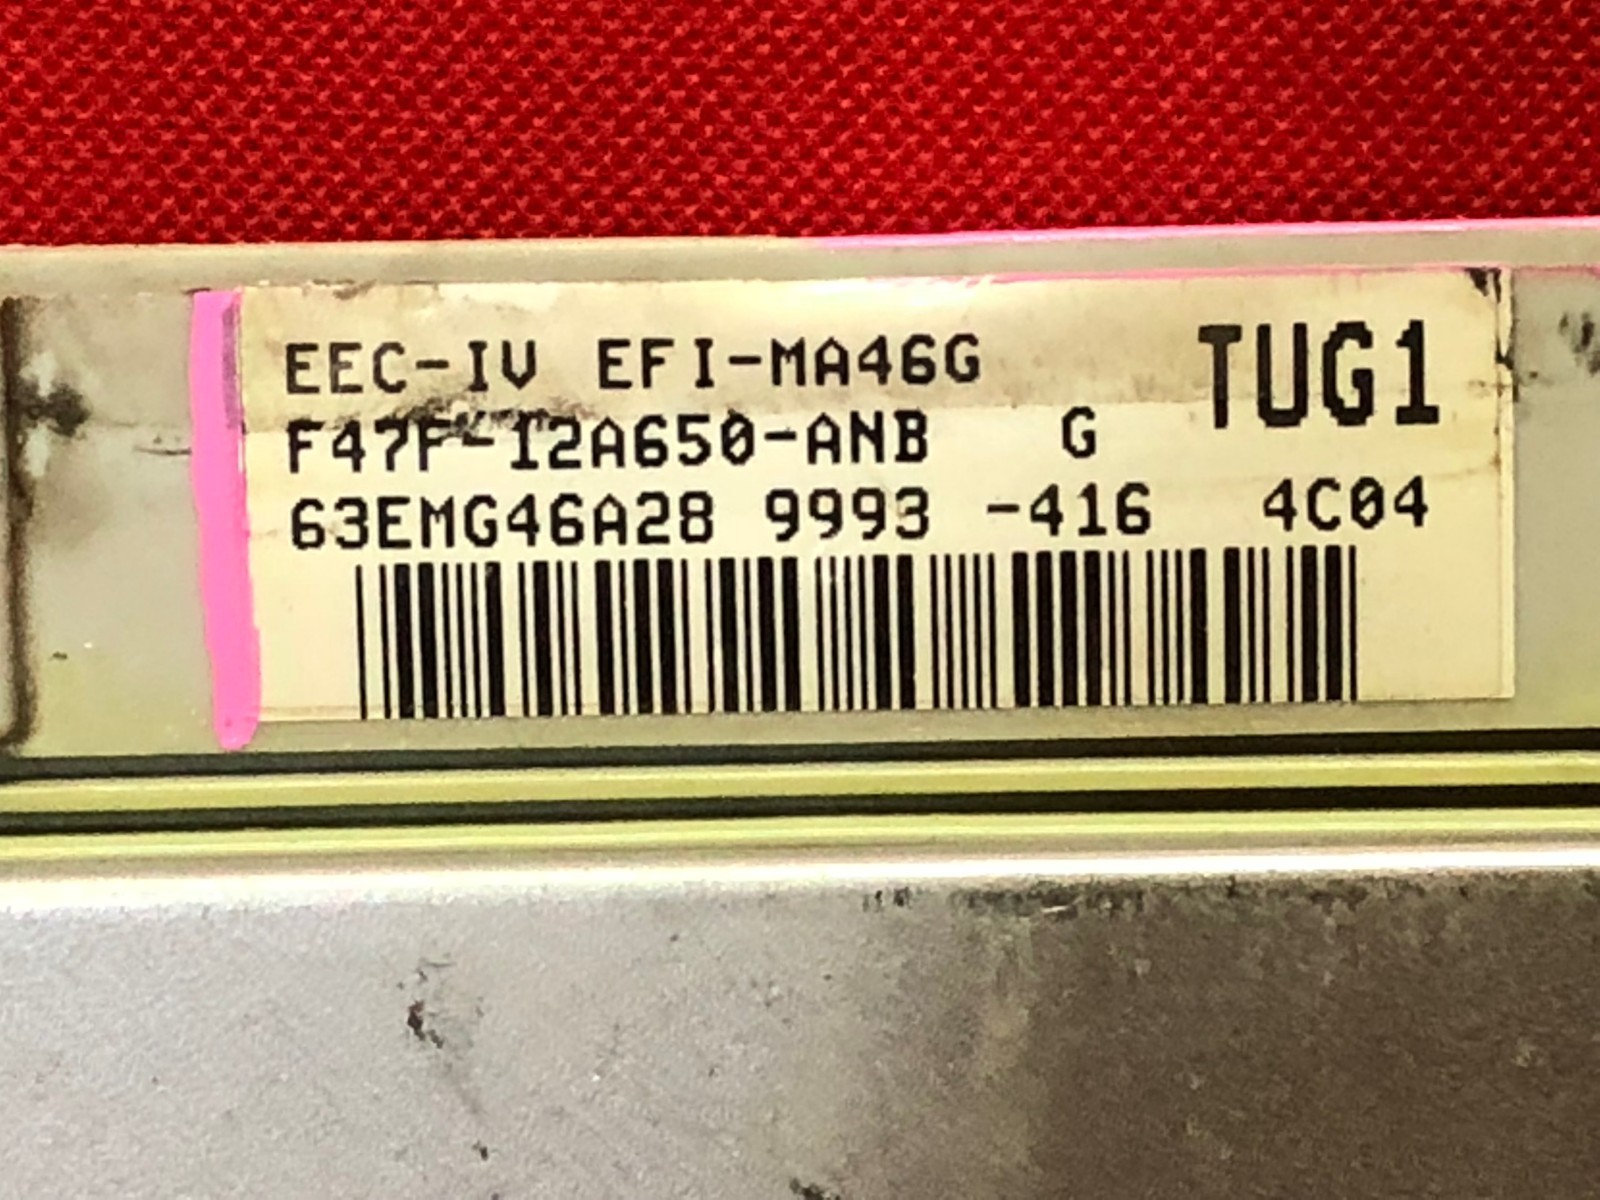 EEC-IV EFI-MA46G TUG1
F47F-12A650-ANB G
63EMG46A28 9993 -416 4C04